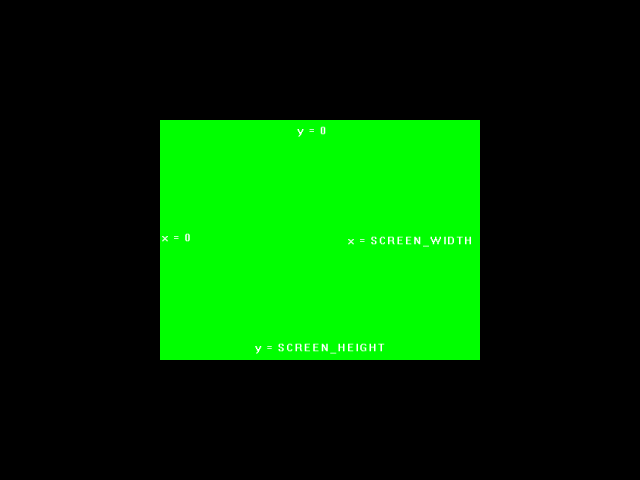 y = 0
x = 0
x = SCREEN_WIDTH
y = SCREEN_HEIGHT